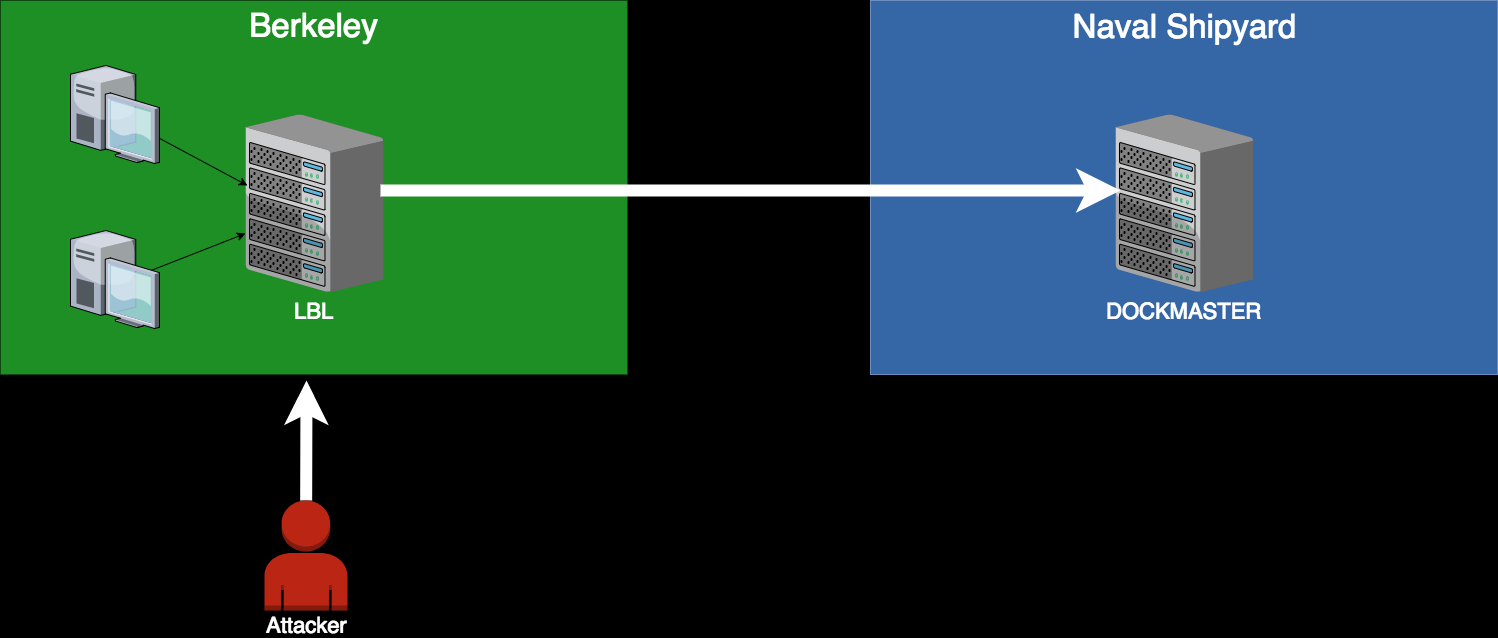 Berkeley
Naval Shipyard
LBL
DOCKMASTER
Attacker